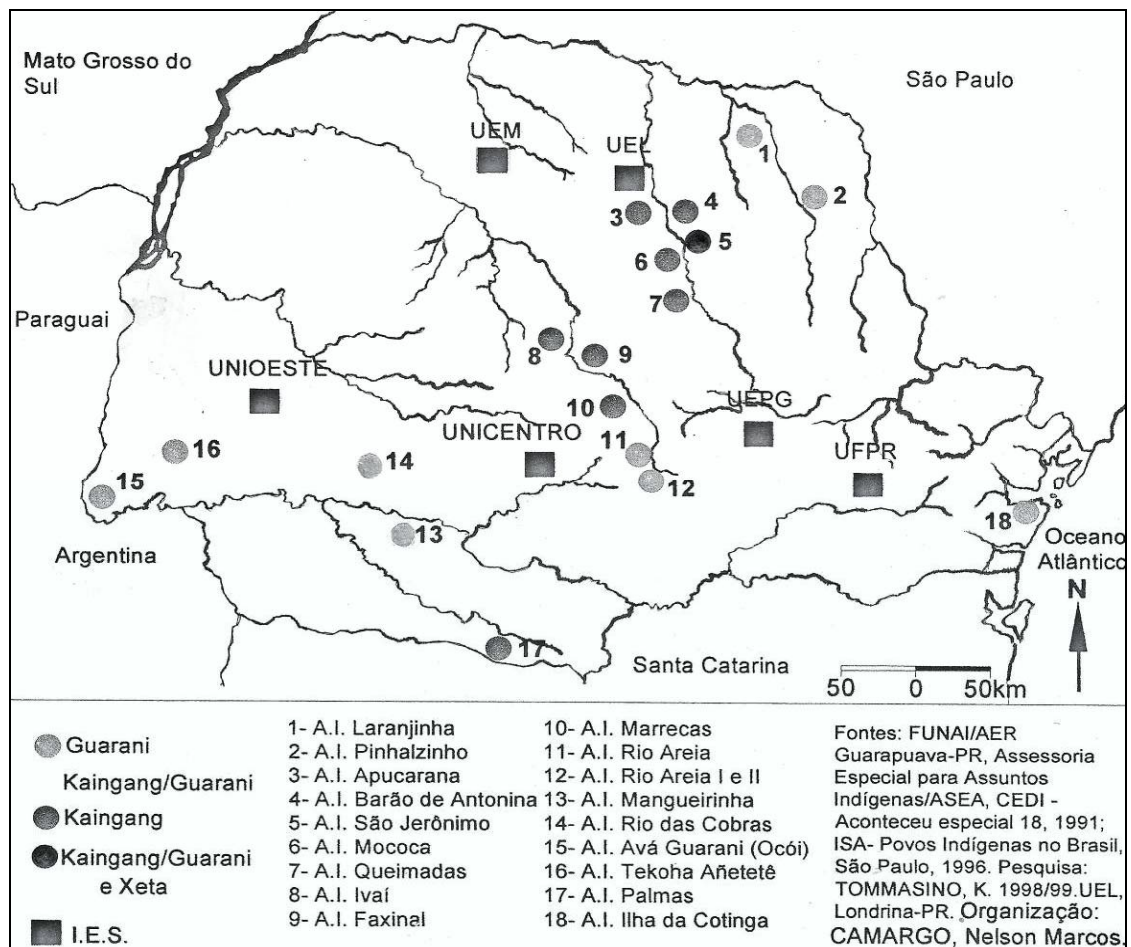 Mato Grosso do
Sul
São Paulo
UEM
UEL
1
2
3
4
5
6
7
Paraguai
8
9
UNIOESTE
10
UEPG
UNICENTRO
11
UFPR
16
14
12
15
18
13
Oceano
Atlântico
Argentina
N
17
Santa Catarina
50 0 50km
Guarani
Kaingang/Guarani
Kaingang
Kaingang/Guarani
e Xeta
I.E.S.
1- A.I. Laranjinha
2- A.I. Pinhalzinho
3- A.I. Apucarana
4- A.I. Barão de Antonina
5- A.I. São Jerônimo
6- A.I. Mococa
7- A.I. Queimadas
8- A.I. Ivaí
9- A.I. Faxinal
10- A.I. Marrecas
11- A.I. Rio Areia
12- A.I. Rio Areia I e II
13- A.I. Mangueirinha
14- A.I. Rio das Cobras
15- A.I. Avá Guarani (Ocói)
16- A.I. Tekoha Añetetê
17- A.I. Palmas
18- A.I. Ilha da Cotinga
Fontes: FUNAI/AER
Guarapuava-PR, Assessoria
Especial para Assuntos
Indígenas/ASEA, CEDI -
Aconteceu especial 18, 1991;
ISA- Povos Indígenas no Brasil,
São Paulo, 1996. Pesquisa:
TOMMASINO, K. 1998/99.UEL,
Londrina-PR. Organização:
CAMARGO, Nelson Marcos.